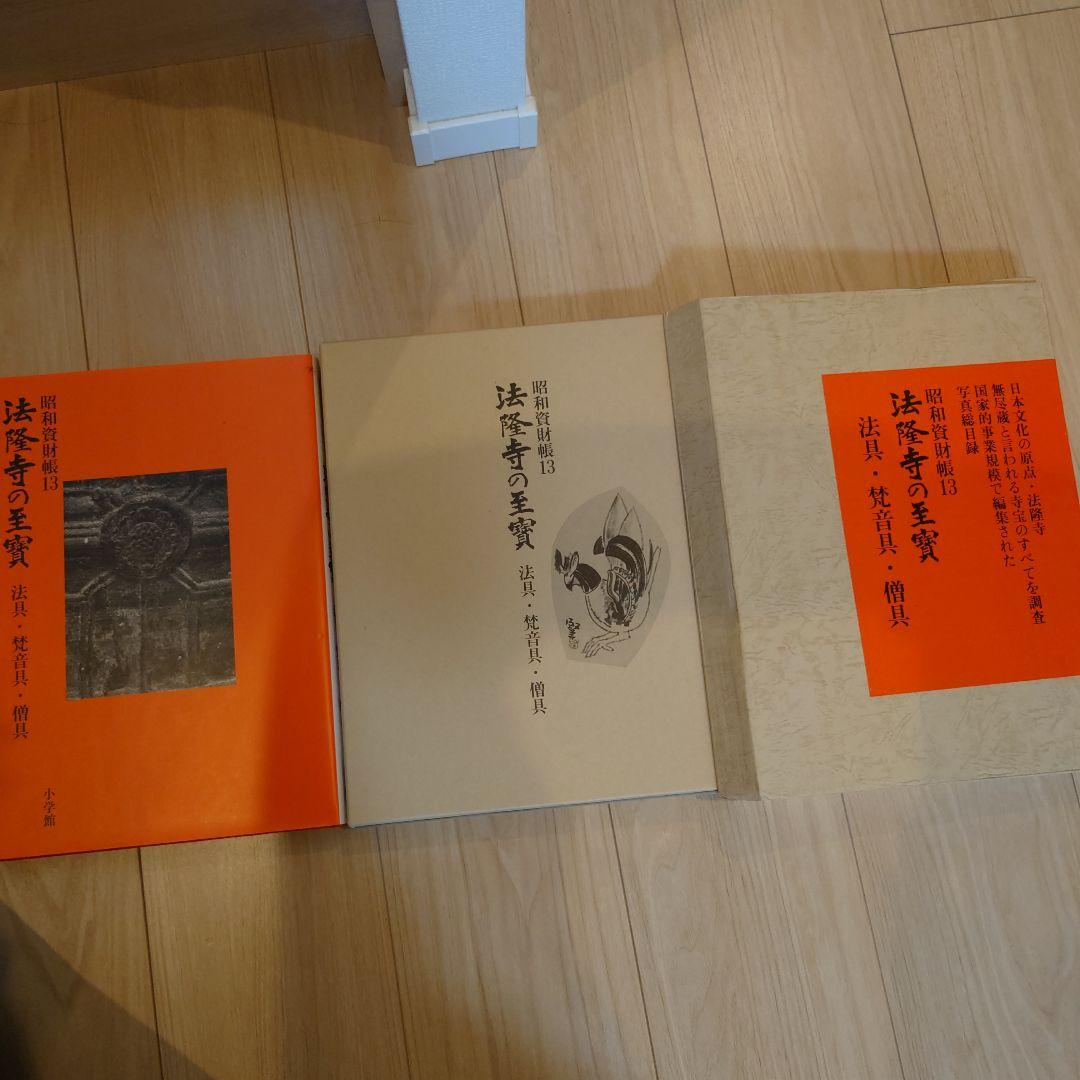 昭和資財帳13
法隆寺の至寳
法具・梵音具・僧具
小学館
昭和資財帳13
法隆寺の至寳
法具・梵音具・僧具
日本文化の原点・法隆寺
無尽蔵と言われる寺宝のすべてを調査
国家的事業規模で編集された
写真総目録
昭和資財帳13
法隆寺の至寳
法具・梵音具・僧具